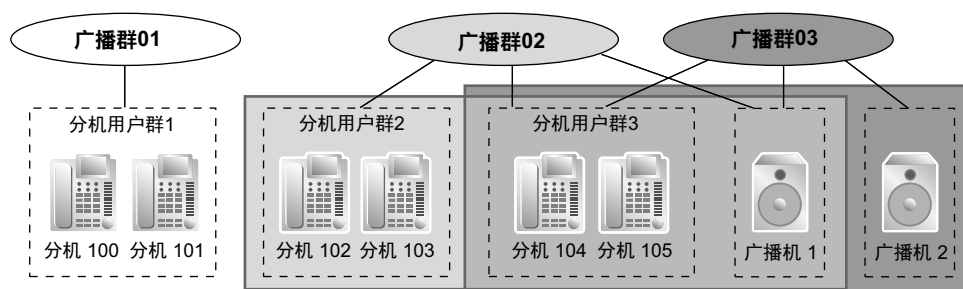 广播群01
广播群02
广播群03
分机用户群1
分机用户群2
分机用户群3
分机 100
分机 101
分机 102
分机 103
分机 104
分机 105
广播机 1
广播机 2